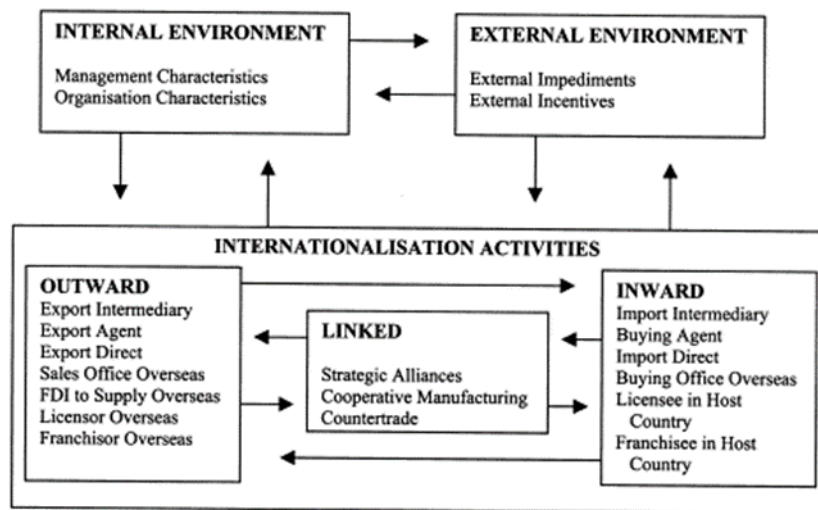 INTERNAL ENVIRONMENT
Management Characteristics
Organisation Characteristics
EXTERNAL ENVIRONMENT
External Impediments
External Incentives
INTERNATIONALISATION ACTIVITIES
OUTWARD
Export Intermediary
Export Agent
Export Direct
Sales Office Overseas
FDI to Supply Overseas
Licensor Overseas
Franchisor Overseas
LINKED
Strategic Alliances
Cooperative Manufacturing
Countertrade
INWARD
Import Intermediary
Buying Agent
Import Direct
Buying Office Overseas
Licensee in Host
Country
Franchisee in Host
Country